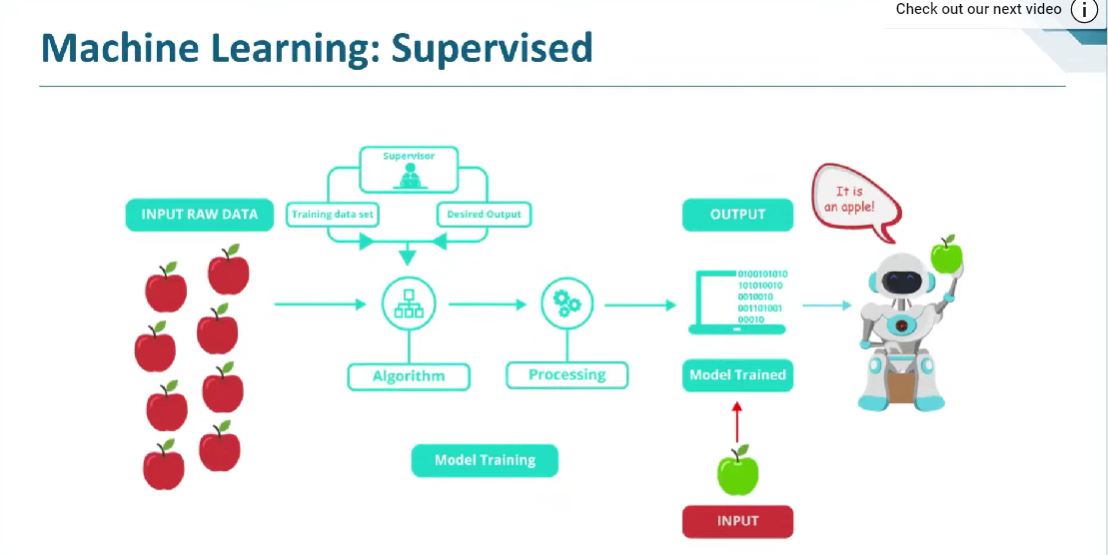 Check out our next video
Machine Learning: Supervised
Supervisor
INPUT RAW DATA
Training data set
Desired Output
OUTPUT
It is
an apple!
0100101010
101010010
0010010
001101001
00010
Algorithm
Processing
Model Trained
Model Training
INPUT